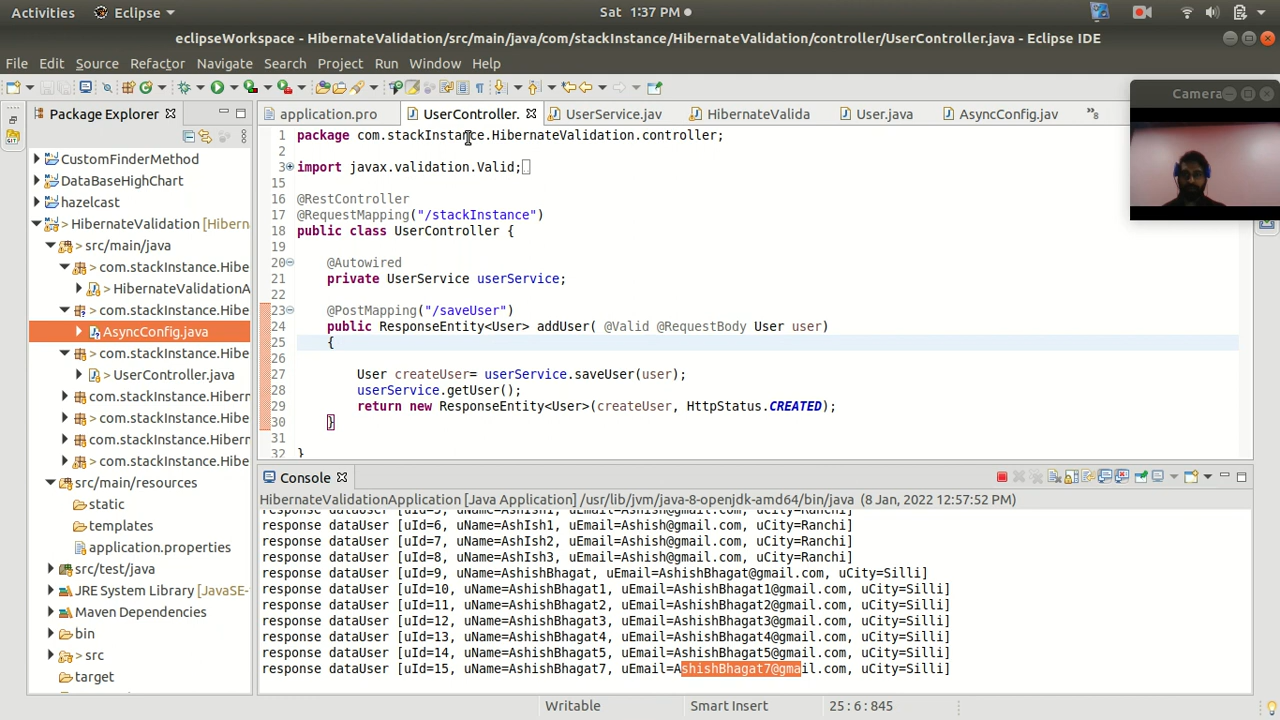 Activities Eclipse Sat 1:37 PM
eclipseWorkspace - HibernateValidation/src/main/java/com/stackInstance/HibernateValidation/controller/UserController.java - Eclipse IDE
File Edit Source Refactor Navigate Search Project Run Window Help
Package Explorer
application.pro UserController. UserService.jav HibernateValida User.java AsyncConfig.jav
Camera
CustomFinderMethod
DataBaseHighChart
hazelcast
> HibernateValidation [Hibern
> src/main/java
> com.stackInstance.Hibe
> HibernateValidationA
> com.stackInstance.Hibe
AsyncConfig.java
> com.stackInstance.Hibe
> UserController.java
> com.stackInstance.Hibern
> com.stackInstance.Hibe
> com.stackInstance.Hibern
> com.stackInstance.Hibe
src/main/resources
static
templates
application.properties
src/test/java
JRE System Library [JavaSE-
Maven Dependencies
bin
> src
target
1 package com.stackInstance.HibernateValidation.controller;
2
3 import javax.validation.Valid;
15
16 @RestController
17 @RequestMapping("/stackInstance")
18 public class UserController {
19
20 @Autowired
21 private UserService userService;
22
23 @PostMapping("/saveUser")
24 public ResponseEntity<User> addUser( @Valid @RequestBody User user)
25 {
26
27 User createUser= userService.saveUser(user);
28 userService.getUser();
29 return new ResponseEntity<User>(createUser, HttpStatus.CREATED);
30 }
31
32 }
Console
HibernateValidationApplication [Java Application] /usr/lib/jvm/java-8-openjdk-amd64/bin/java (8 Jan, 2022 12:57:52 PM)
response dataUser [uId=5, uName=Ashish, uEmail=Ashish@gmail.com, uCity=Ranchi]
response dataUser [uId=6, uName=AshIsh1, uEmail=Ashish@gmail.com, uCity=Ranchi]
response dataUser [uId=7, uName=AshIsh2, uEmail=Ashish@gmail.com, uCity=Ranchi]
response dataUser [uId=8, uName=AshIsh3, uEmail=Ashish@gmail.com, uCity=Ranchi]
response dataUser [uId=9, uName=AshishBhagat, uEmail=AshishBhagat@gmail.com, uCity=Silli]
response dataUser [uId=10, uName=AshishBhagat1, uEmail=AshishBhagat1@gmail.com, uCity=Silli]
response dataUser [uId=11, uName=AshishBhagat2, uEmail=AshishBhagat2@gmail.com, uCity=Silli]
response dataUser [uId=12, uName=AshishBhagat3, uEmail=AshishBhagat3@gmail.com, uCity=Silli]
response dataUser [uId=13, uName=AshishBhagat4, uEmail=AshishBhagat4@gmail.com, uCity=Silli]
response dataUser [uId=14, uName=AshishBhagat5, uEmail=AshishBhagat5@gmail.com, uCity=Silli]
response dataUser [uId=15, uName=AshishBhagat7, uEmail=AshishBhagat7@gmail.com, uCity=Silli]
Writable Smart Insert 25 : 6 : 845